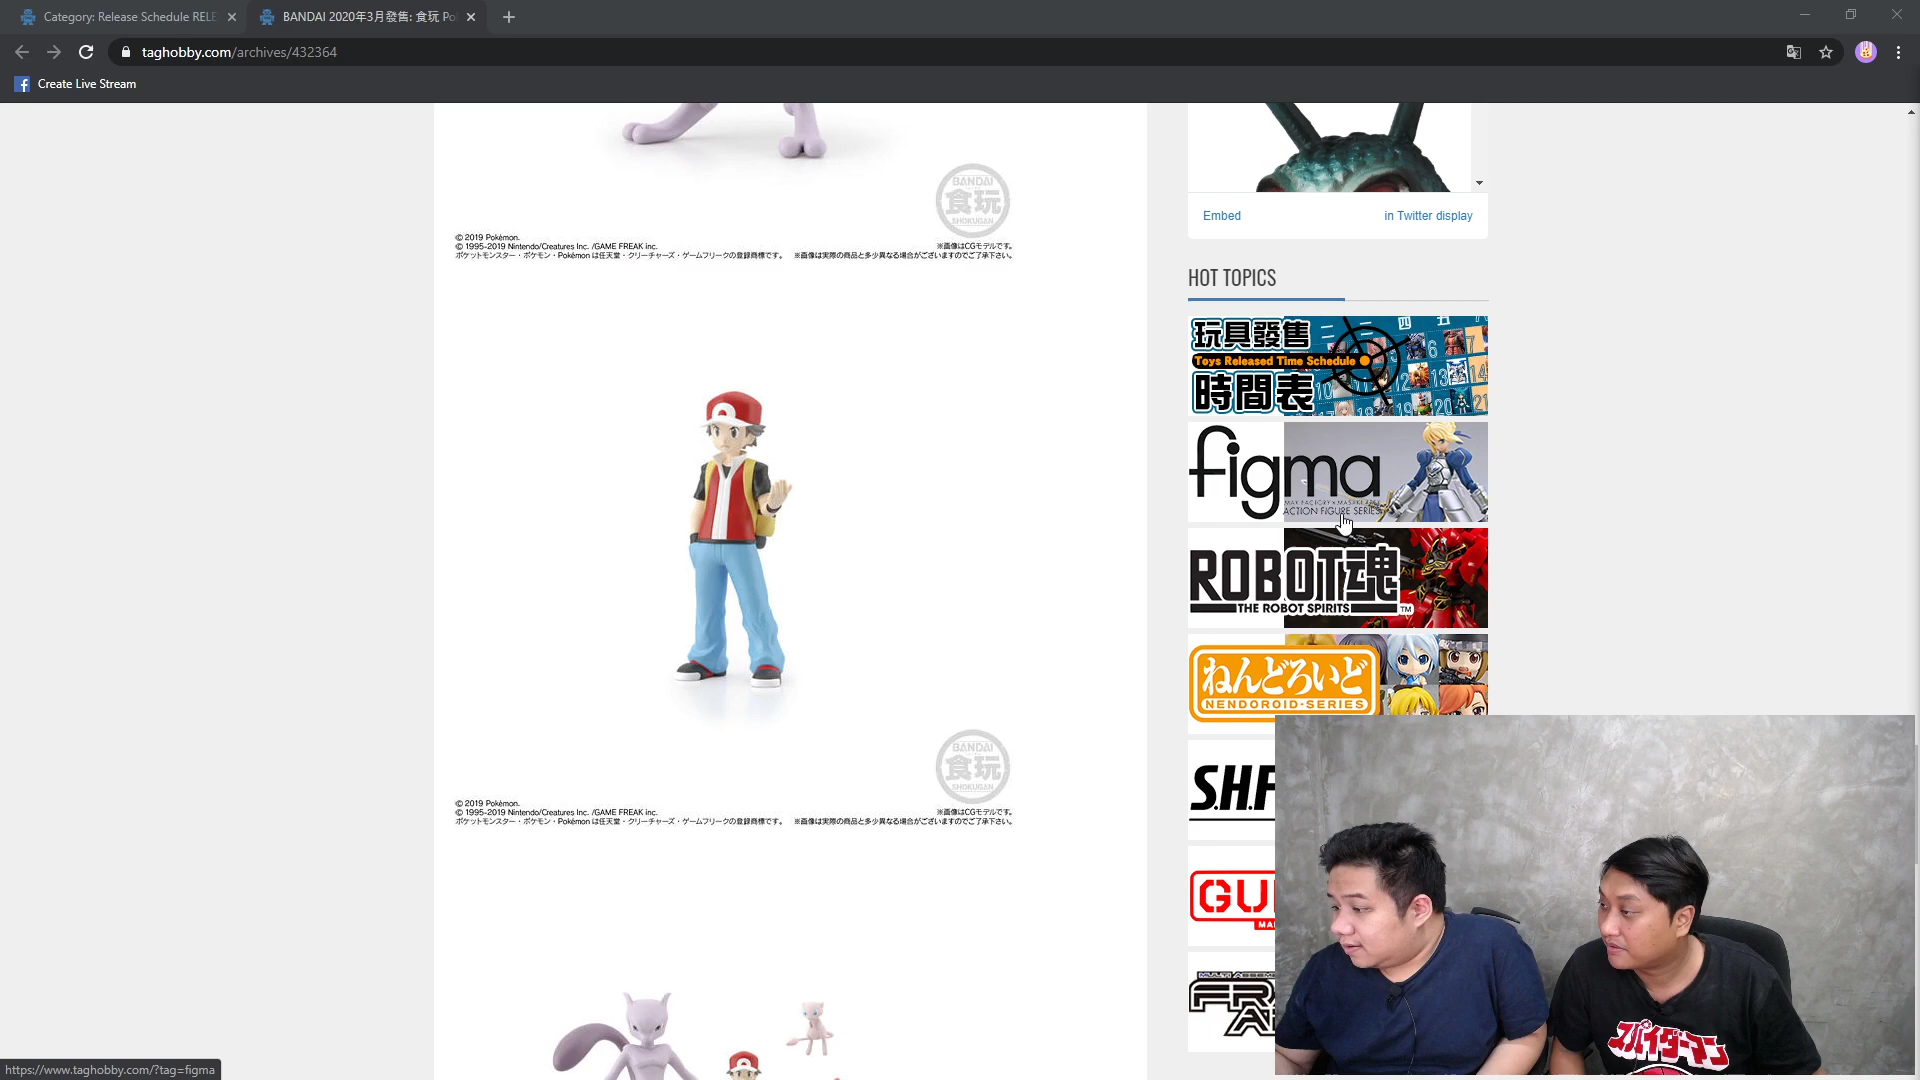 Category: Release Schedule RELE
BANDAI 2020年3月發售: 食玩 Po
taghobby.com/archives/432364
Create Live Stream
BANDAI
食玩
SHOKUGAN
© 2019 Pokémon.
© 1995-2019 Nintendo/Creatures Inc. /GAME FREAK inc.
※画像はCGモデルです。
ポケットモンスター・ポケモン・Pokémon は任天堂・クリーチャーズ・ゲームフリークの登録商標です。 ※画像は実際の商品と多少異なる場合がございますのでご了承下さい。
BANDAI
食玩
SHOKUGAN
© 2019 Pokémon.
© 1995-2019 Nintendo/Creatures Inc. /GAME FREAK inc.
※画像はCGモデルです。
ポケットモンスター・ポケモン・Pokémon は任天堂・クリーチャーズ・ゲームフリークの登録商標です。 ※画像は実際の商品と多少異なる場合がございますのでご了承下さい。
Embed
in Twitter display
HOT TOPICS
玩具發售
Toys Released Time Schedule
時間表
figma
ACTION FIGURE SERIES
ROBOT魂
THE ROBOT SPIRITS
TM
ねんどろいど
NENDOROID-SERIES
S.H.F
GU
MA
FRA
スパイダーマン
https://www.taghobby.com/?tag=figma